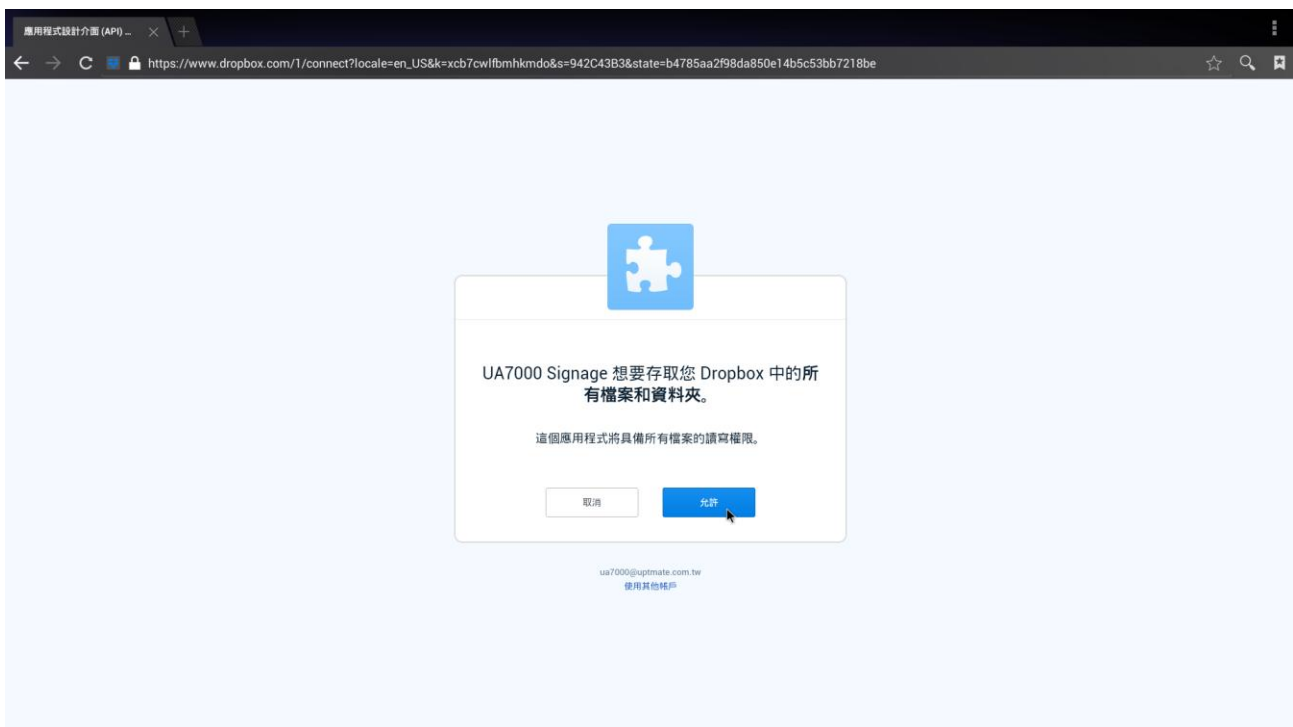 應用程式設計介面 (API) ...
https://www.dropbox.com/1/connect?locale=en_US&k=xcb7cwlfbmhkmdo&s=942C43B3&state=b4785aa2f98da850e14b5c53bb7218be
UA7000 Signage 想要存取您 Dropbox 中的所
有檔案和資料夾。
這個應用程式將具備所有檔案的讀寫權限。
取消
允許
ua7000@uptmate.com.tw
使用其他帳戶